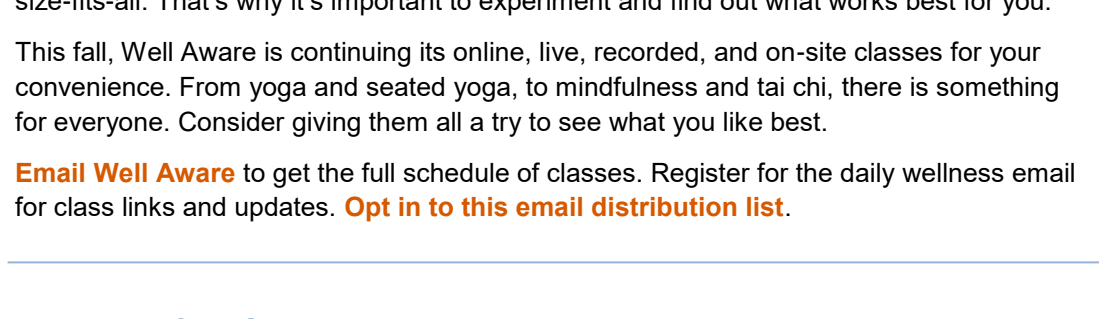 size-fits-all. That's why it's important to experiment and find out what works best for you.
This fall, Well Aware is continuing its online, live, recorded, and on-site classes for your
convenience. From yoga and seated yoga, to mindfulness and tai chi, there is something
for everyone. Consider giving them all a try to see what you like best.
Email Well Aware to get the full schedule of classes. Register for the daily wellness email
for class links and updates. Opt in to this email distribution list.